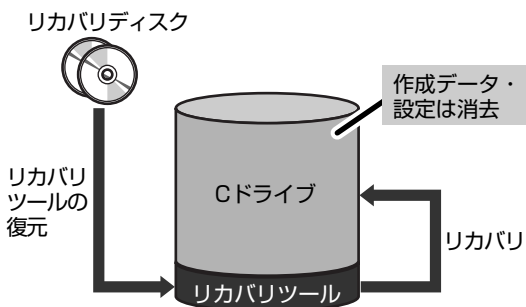 リカバリディスク
作成データ・
設定は消去
リカバリ
ツールの
復元
Cドライブ
リカバリ
リカバリツール